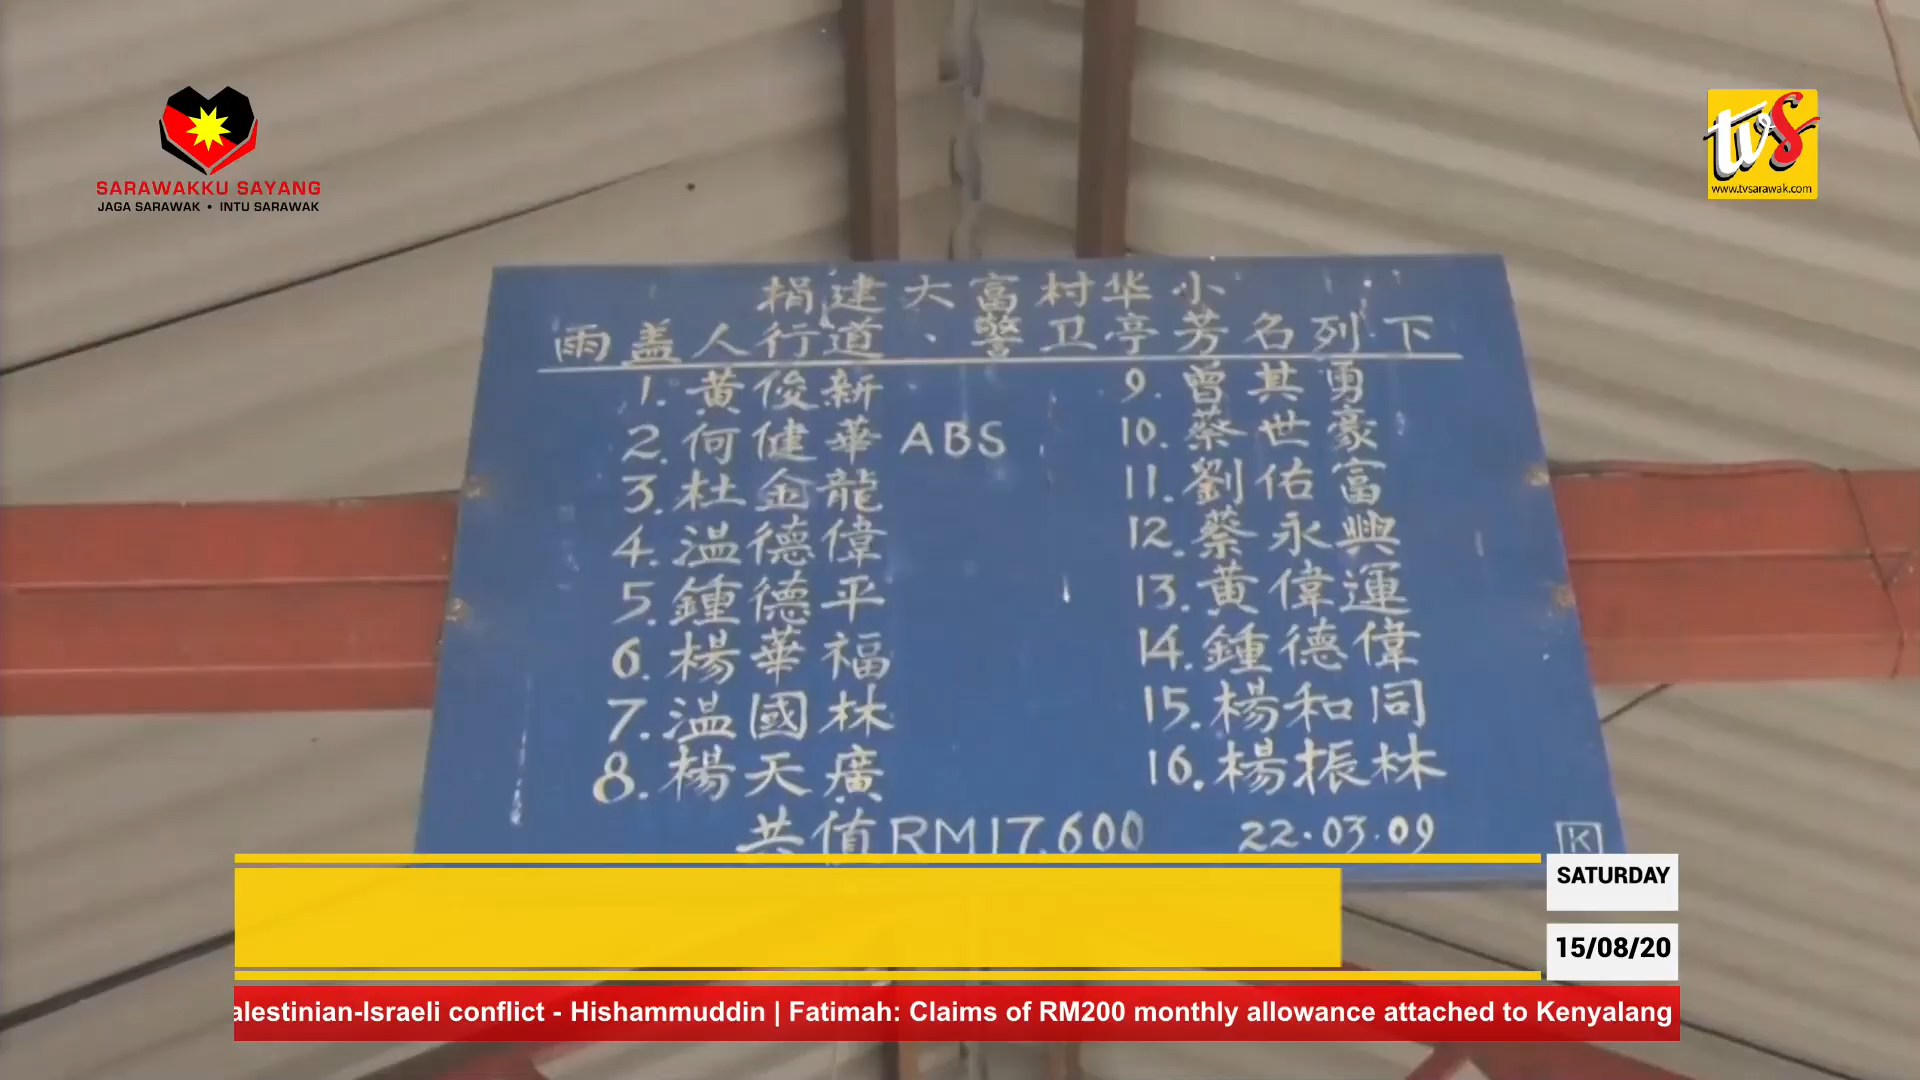 SARAWAKKU SAYANG
JAGA SARAWAK • INTU SARAWAK
tvS
www.tvsarawak.com
捐建大富村华小
雨盖人行道、警卫亭芳名列下
1. 黄俊新
2. 何健華 ABS
3. 杜金龍
4. 温德偉
5. 鍾德平
6. 楊華福
7. 温國林
8. 楊天廣
9. 曾其勇
10. 蔡世豪
11. 劉佑富
12. 蔡永興
13. 黄偉運
14. 鍾德偉
15. 楊和同
16. 楊振林
共值RM17,600 22.03.09
K
SATURDAY
15/08/20
alestinian-Israeli conflict - Hishammuddin | Fatimah: Claims of RM200 monthly allowance attached to Kenyalang